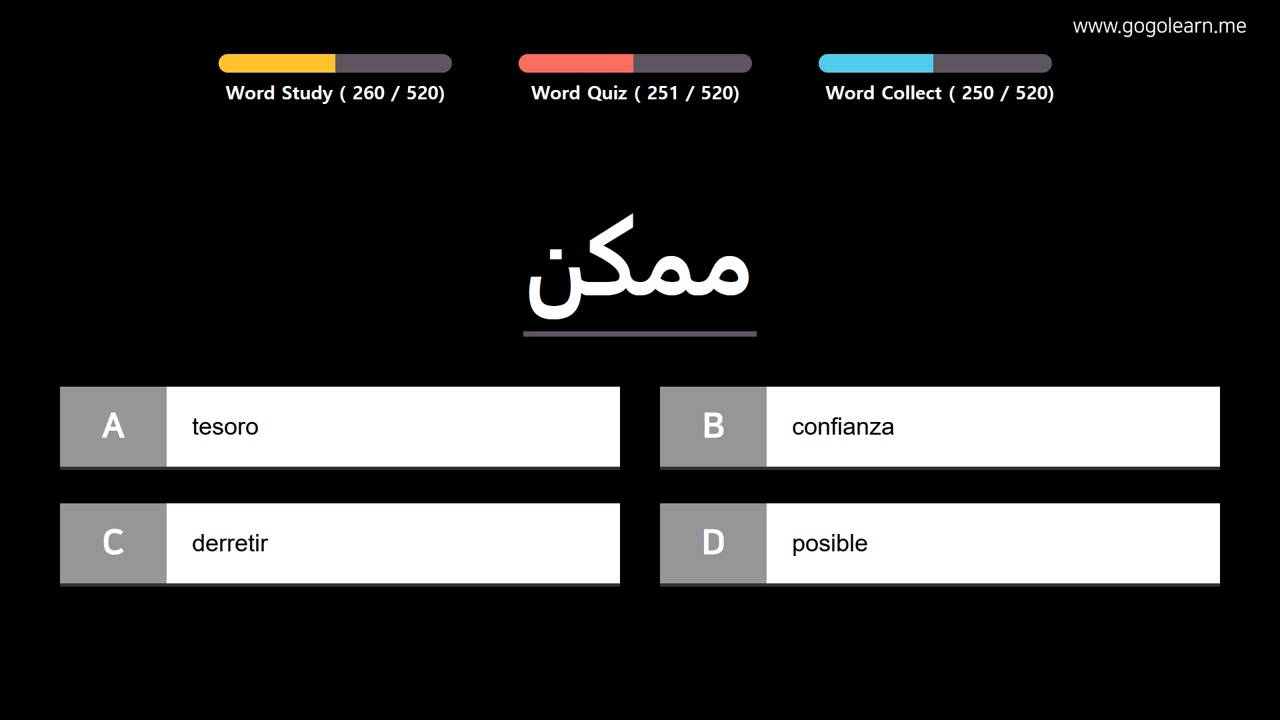 www.gogolearn.me
Word Study ( 260 / 520)
Word Quiz ( 251 / 520)
Word Collect ( 250 / 520)
ممكن
A tesoro
B confianza
C derretir
D posible